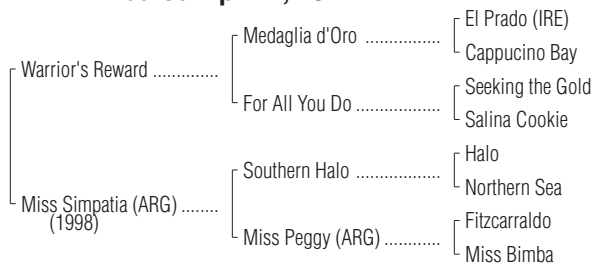 El Prado (IRE)
Medaglia d'Oro ................
Cappucino Bay
Warrior's Reward ..............
Seeking the Gold
For All You Do ..................
Salina Cookie
Halo
Southern Halo ..................
Northern Sea
Miss Simpatia (ARG) ........
(1998)
Fitzcarraldo
Miss Peggy (ARG) ............
Miss Bimba